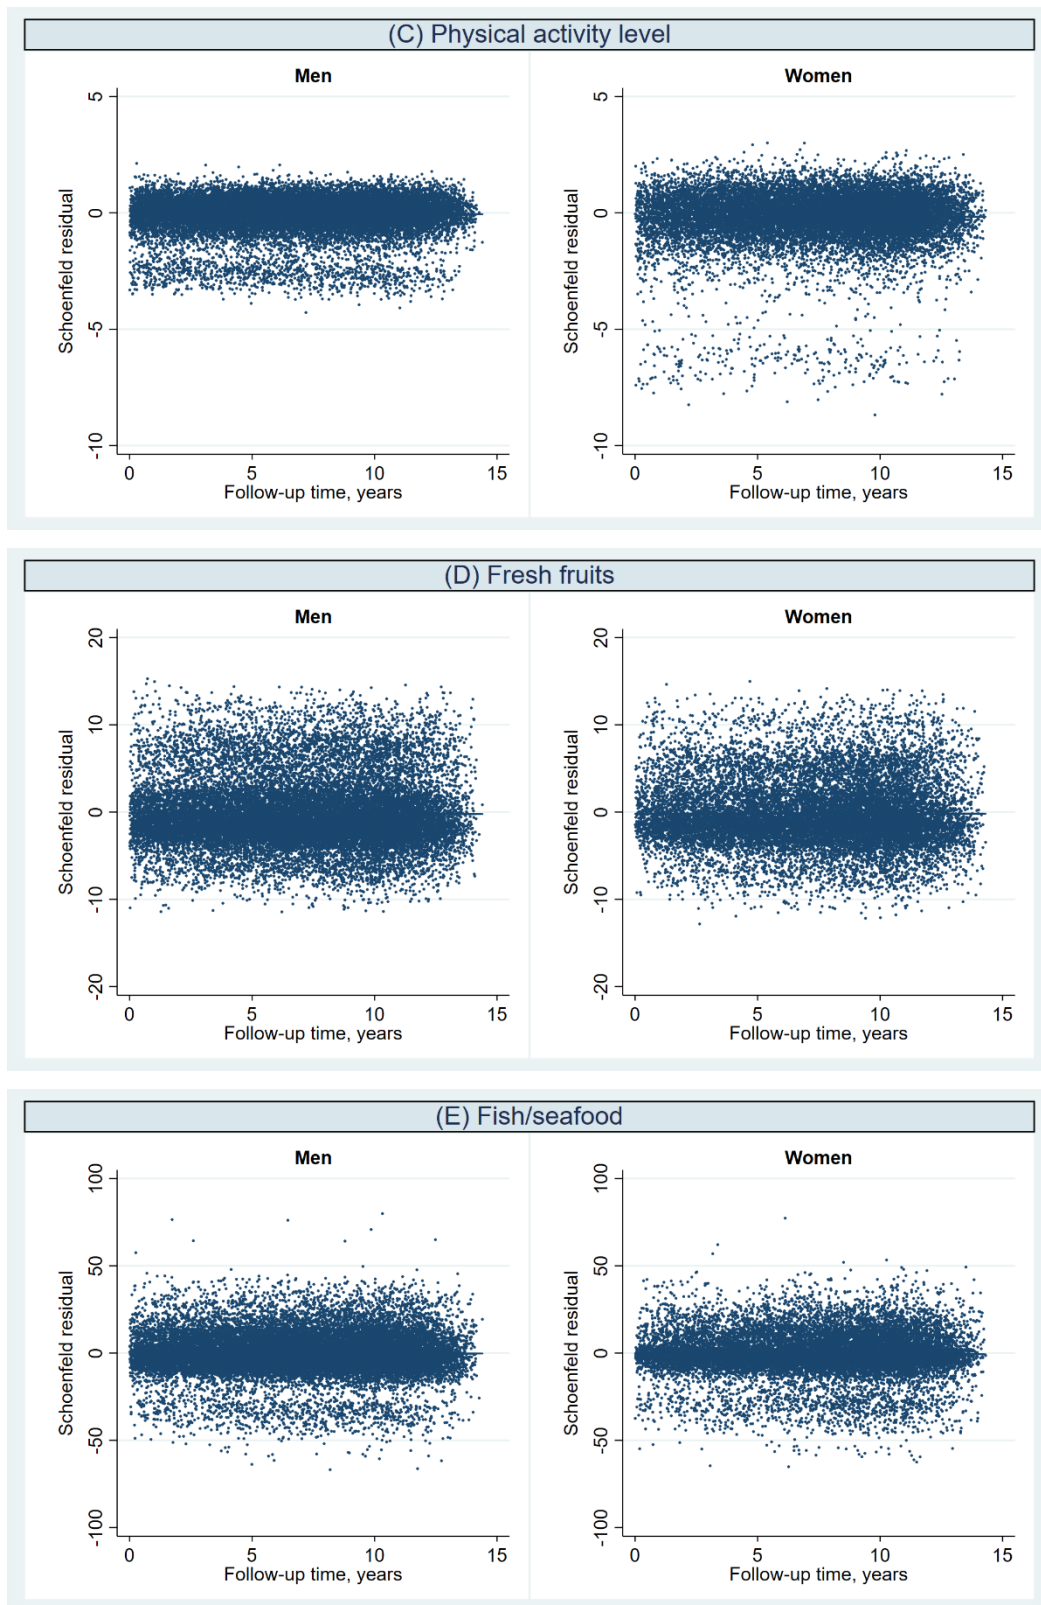 (C) Physical activity level
Men
Women
Schoenfeld residual
5
0
-5
-10
0 5 10 15
Follow-up time, years
Schoenfeld residual
5
0
-5
-10
0 5 10 15
Follow-up time, years
(D) Fresh fruits
Men
Women
Schoenfeld residual
20
10
0
-10
-20
0 5 10 15
Follow-up time, years
Schoenfeld residual
20
10
0
-10
-20
0 5 10 15
Follow-up time, years
(E) Fish/seafood
Men
Women
Schoenfeld residual
100
50
0
-50
-100
0 5 10 15
Follow-up time, years
Schoenfeld residual
100
50
0
-50
-100
0 5 10 15
Follow-up time, years